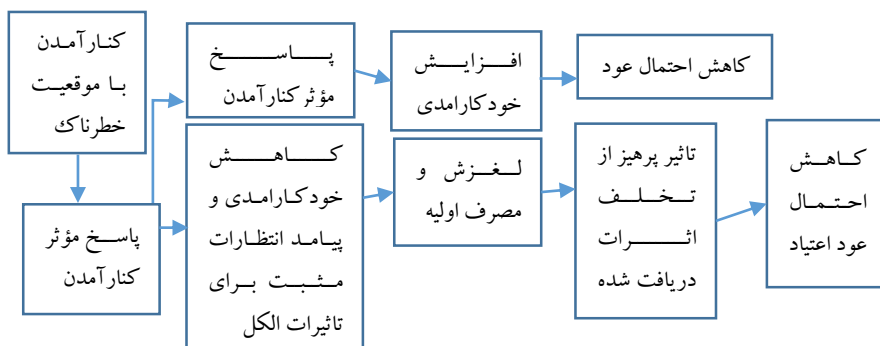 کنارآمدن
با موقعیت
خطرناک
پاسخ مؤثر
کنارآمدن
پاسخ
مؤثر کنارآمدن
افزایش
خودکارامدی
کاهش احتمال عود
کاهش
خودکارامدی و
پیامد انتظارات
مثبت برای
تاثیرات الکل
لغزش و
مصرف اولیه
تاثیر پرهیز از
تخلف
اثرات
دریافت شده
کاهش
احتمال
عود اعتیاد